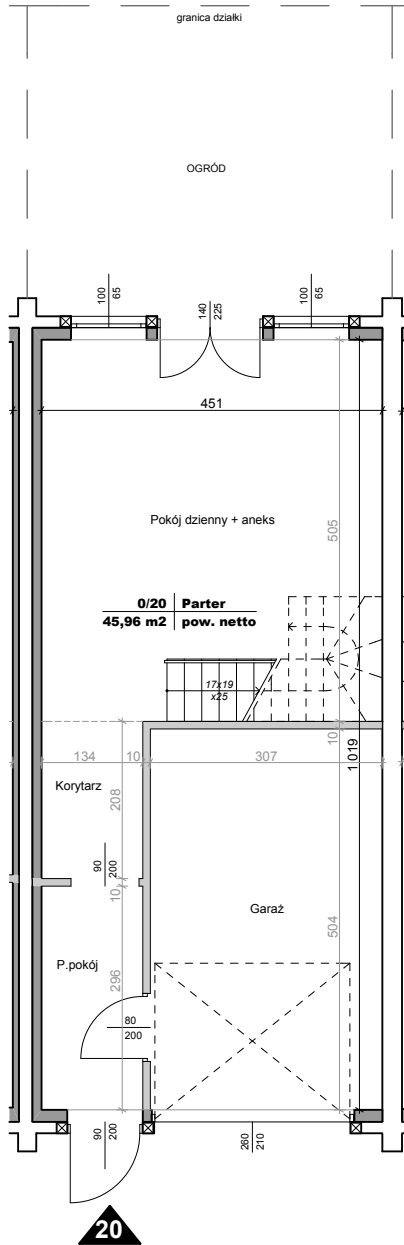 granica działki
OGRÓD
100
65
140
225
100
65
451
Pokój dzienny + aneks
505
0/20 Parter
45,96 m2 pow. netto
17x19
x25
10
134 10 307
1 019
Korytarz
208
90
200
10
Garaż
504
P.pokój
296
80
200
90
200
260
210
20